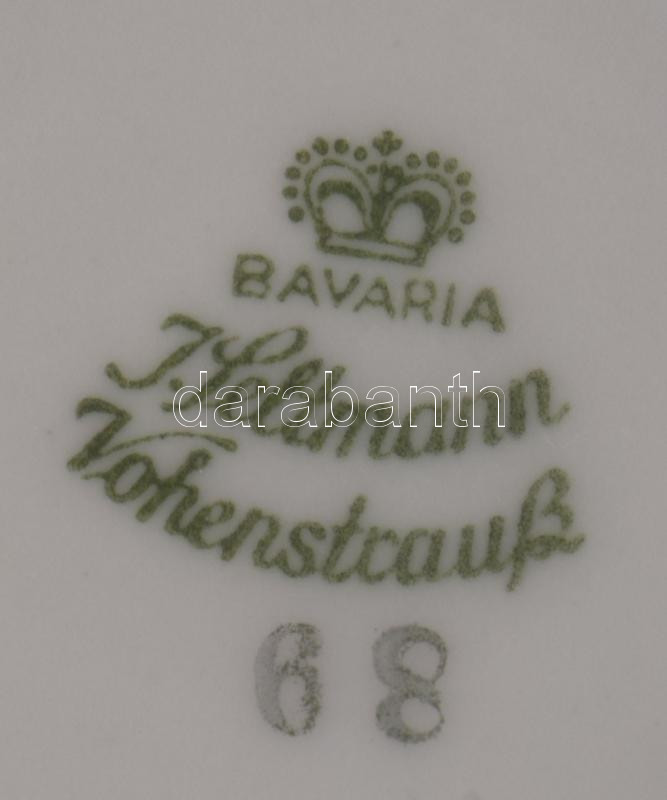 BAVARIA
J. Seltmann
darabanth
Vohenstrauß
68